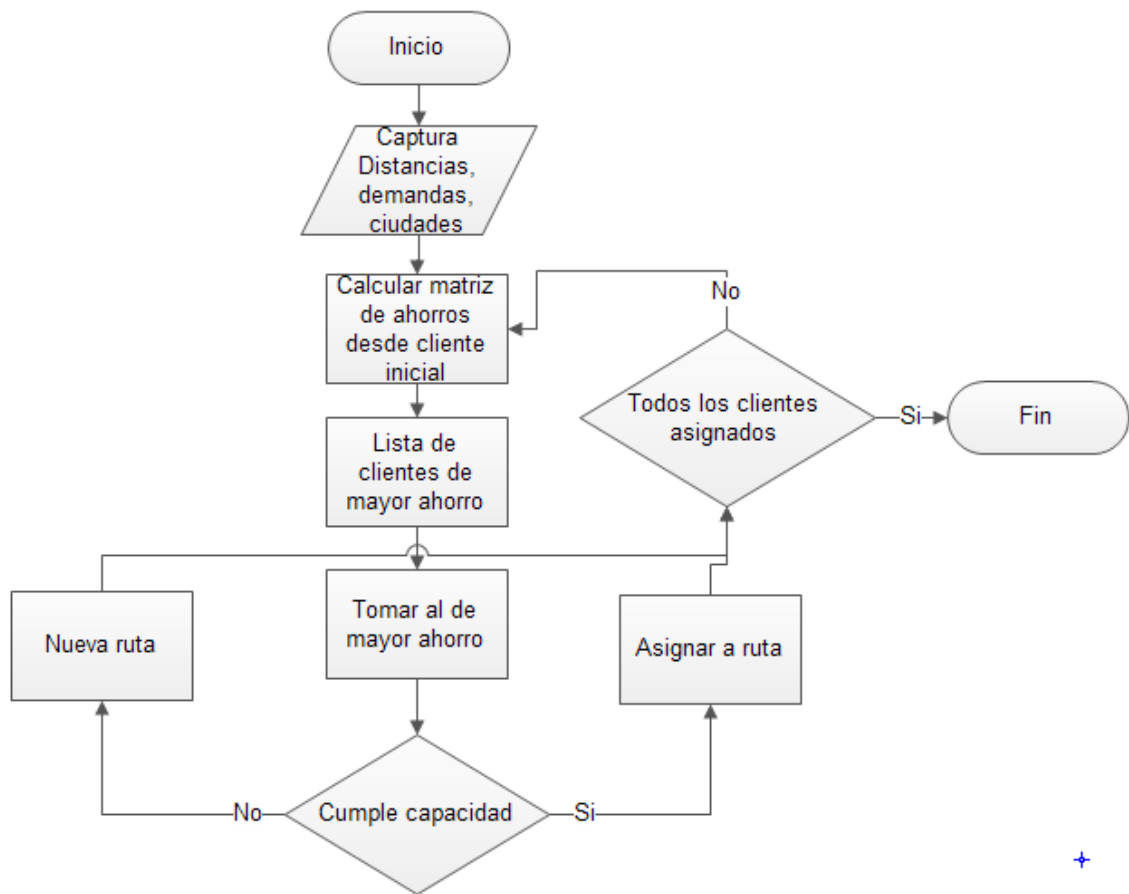 Inicio
Captura
Distancias,
demandas,
ciudades
Calcular matriz
de ahorros
desde cliente
inicial
No
Todos los clientes
asignados
Si
Fin
Lista de
clientes de
mayor ahorro
Nueva ruta
Tomar al de
mayor ahorro
Asignar a ruta
No
Cumple capacidad
Si